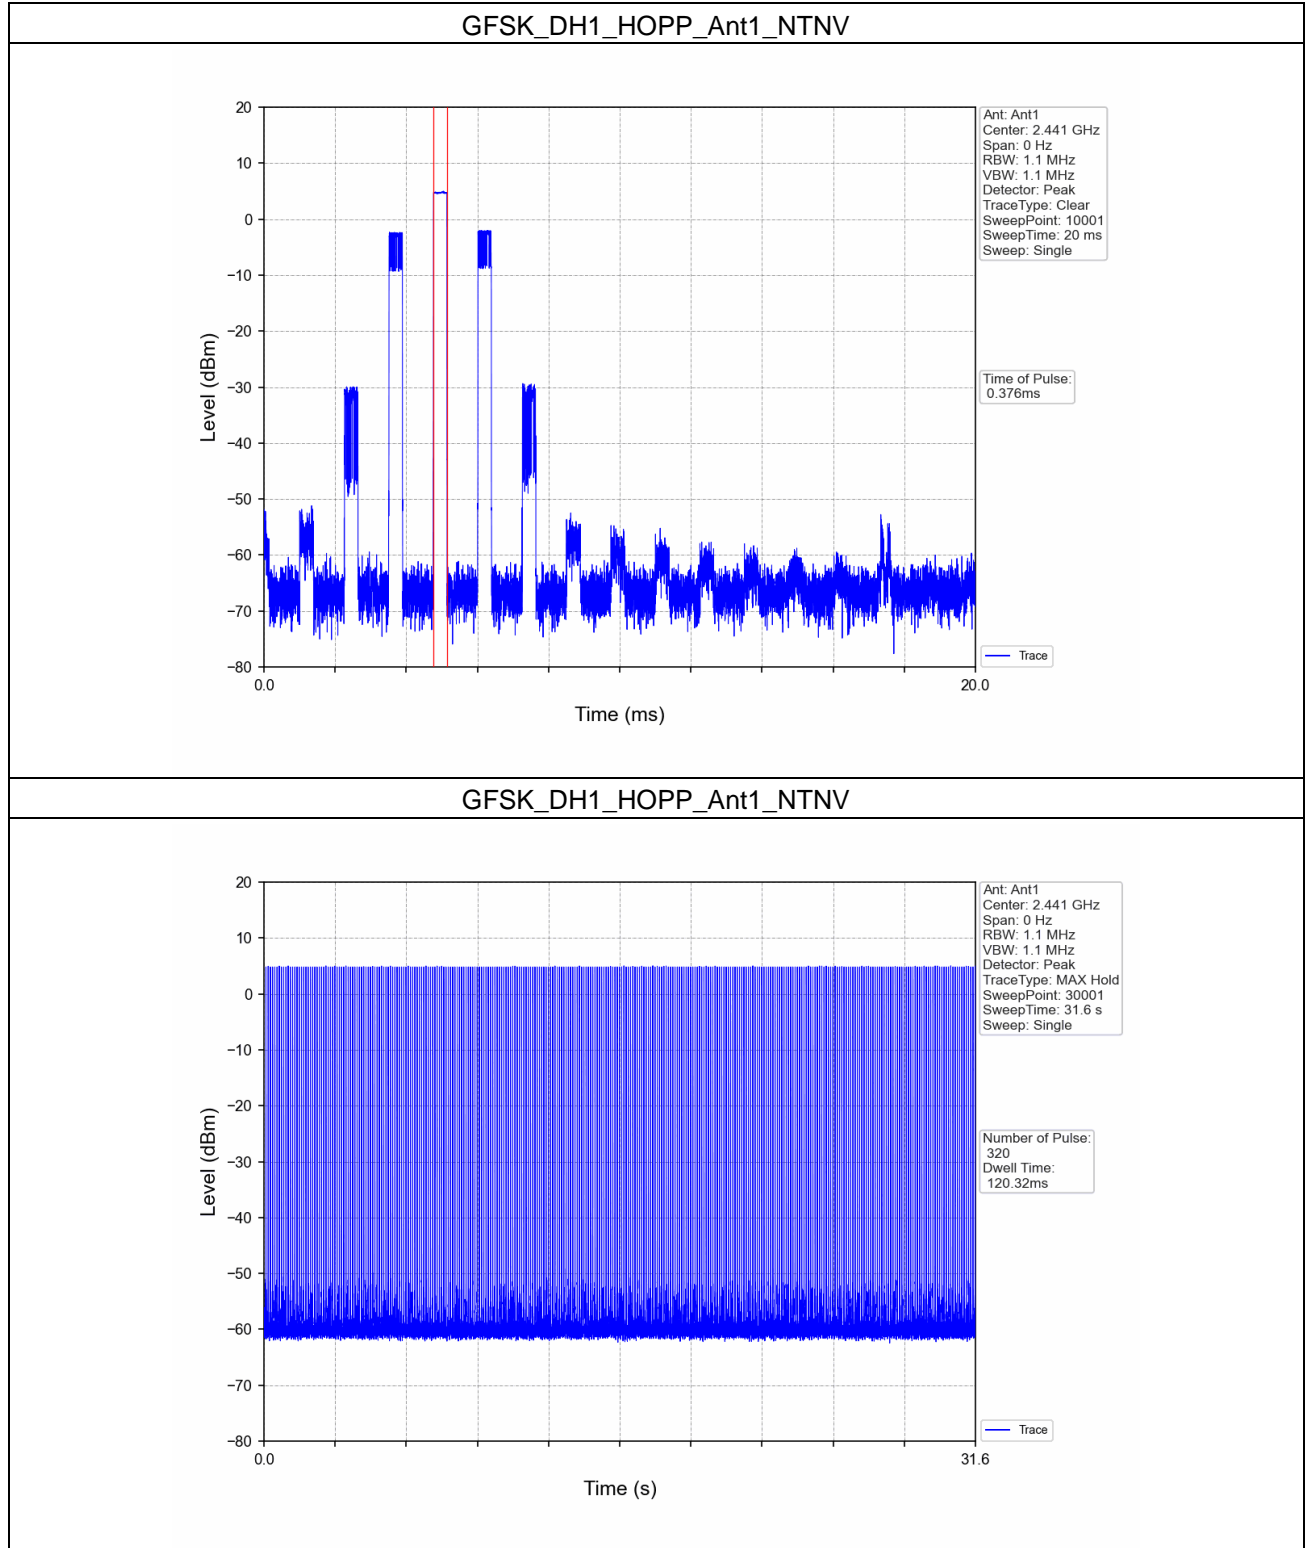 GFSK_DH1_HOPP_Ant1_NTNV
20
10
0
−10
−20
−30
−40
−50
−60
−70
−80
Level (dBm)
0.0
20.0
Time (ms)
Ant: Ant1
Center: 2.441 GHz
Span: 0 Hz
RBW: 1.1 MHz
VBW: 1.1 MHz
Detector: Peak
TraceType: Clear
SweepPoint: 10001
SweepTime: 20 ms
Sweep: Single
Time of Pulse:
0.376ms
Trace
GFSK_DH1_HOPP_Ant1_NTNV
20
10
0
−10
−20
−30
−40
−50
−60
−70
−80
Level (dBm)
0.0
31.6
Time (s)
Ant: Ant1
Center: 2.441 GHz
Span: 0 Hz
RBW: 1.1 MHz
VBW: 1.1 MHz
Detector: Peak
TraceType: MAX Hold
SweepPoint: 30001
SweepTime: 31.6 s
Sweep: Single
Number of Pulse:
320
Dwell Time:
120.32ms
Trace